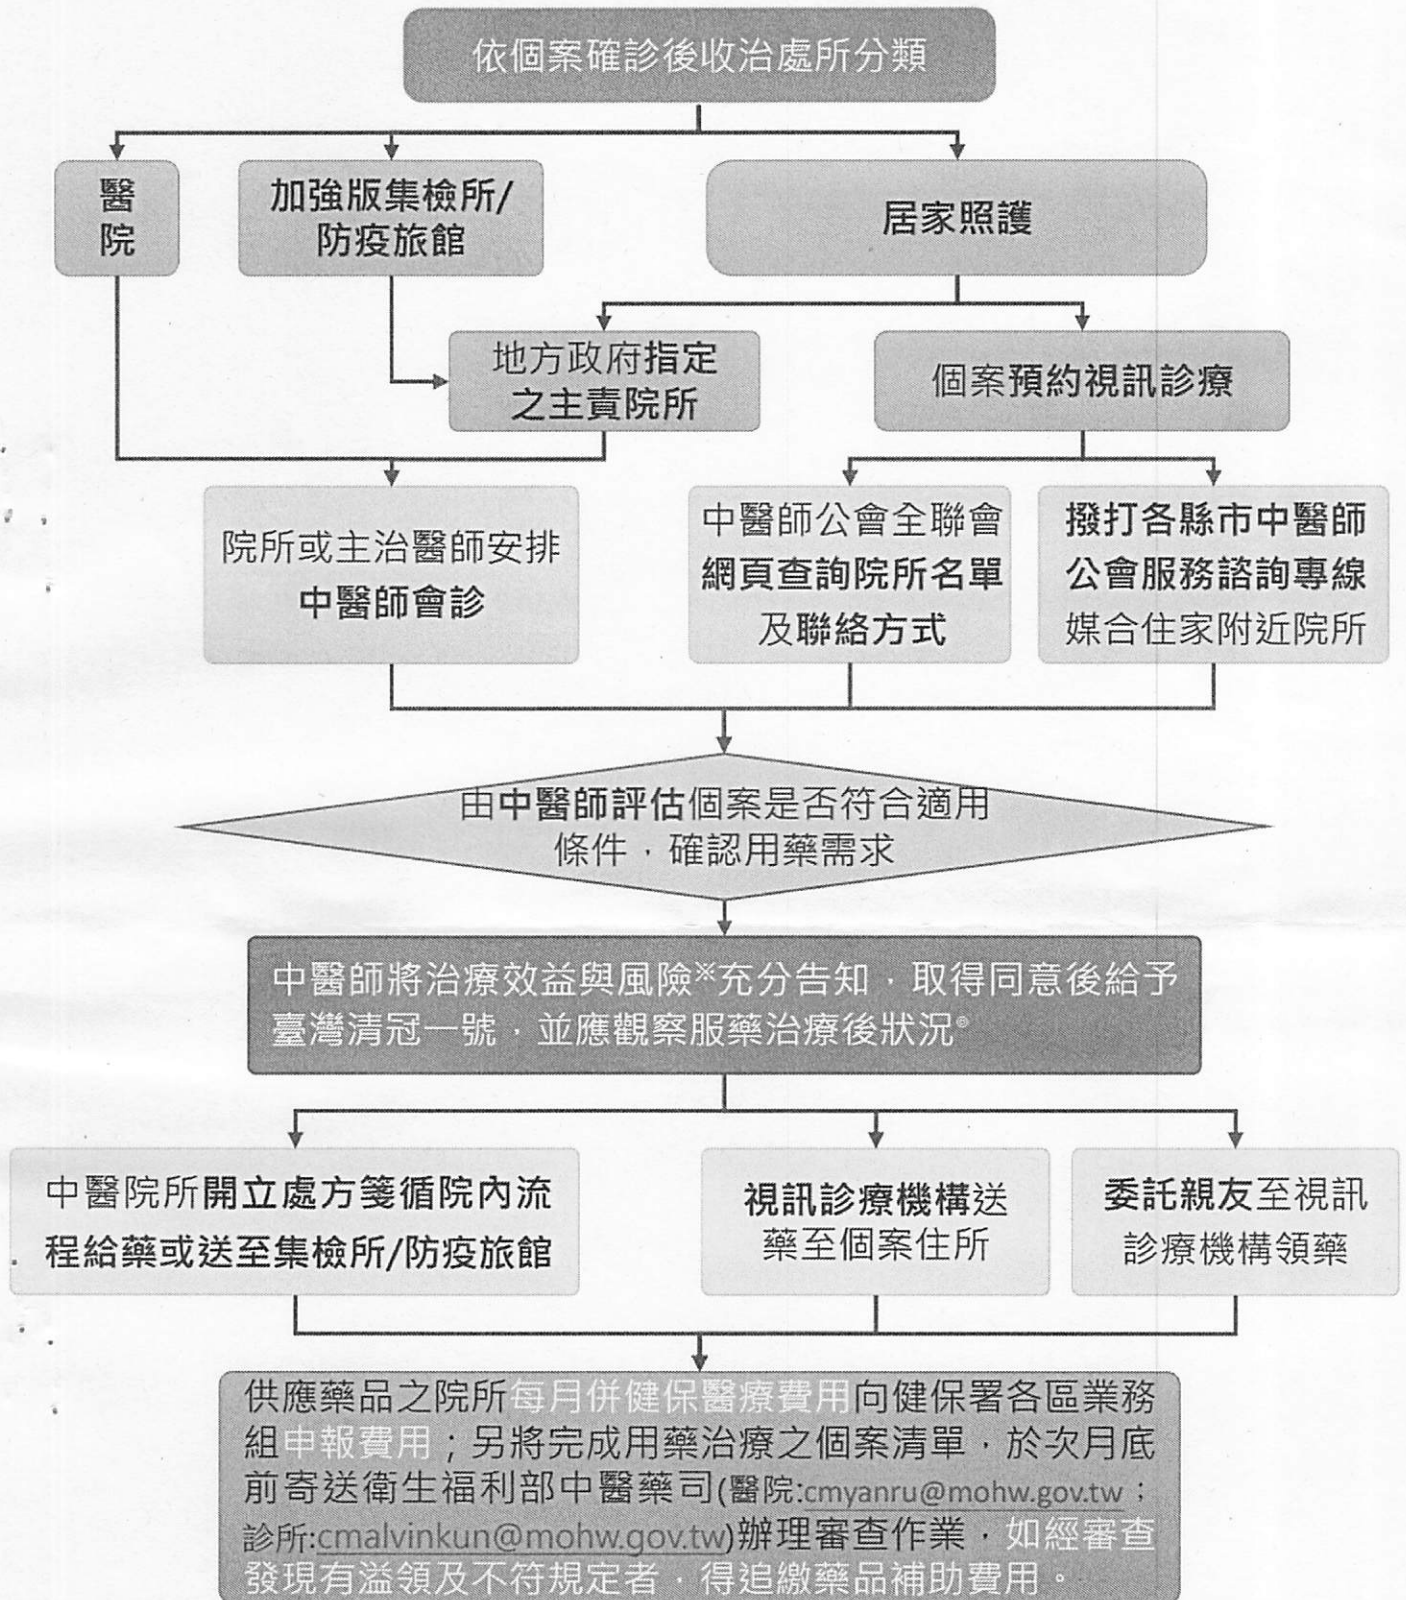 依個案確診後收治處所分類
醫
院
加強版集檢所/
防疫旅館
居家照護
地方政府指定
之主責院所
個案預約視訊診療
院所或主治醫師安排
中醫師會診
中醫師公會全聯會
網頁查詢院所名單
及聯絡方式
撥打各縣市中醫師
公會服務諮詢專線
媒合住家附近院所
由中醫師評估個案是否符合適用
條件，確認用藥需求
中醫師將治療效益與風險※充分告知，取得同意後給予
臺灣清冠一號，並應觀察服藥治療後狀況◎
中醫院所開立處方箋循院內流
程給藥或送至集檢所/防疫旅館
視訊診療機構送
藥至個案住所
委託親友至視訊
診療機構領藥
供應藥品之院所每月併健保醫療費用向健保署各區業務
組申報費用；另將完成用藥治療之個案清單，於次月底
前寄送衛生福利部中醫藥司(醫院:cmyanru@mohw.gov.tw；
診所:cmalvinkun@mohw.gov.tw)辦理審查作業，如經審查
發現有溢領及不符規定者，得追繳藥品補助費用。